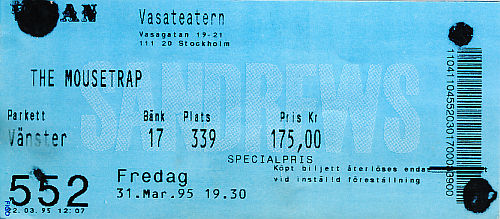 Vasateatern
Vasagatan 19-21
111 20 Stockholm
THE MOUSETRAP
SANDREWS
Parkett Bänk Plats Pris Kr
Vänster 17 339 175,00
SPECIALPRIS
Köpt biljett återlöses endast
vid inställd föreställning
552 Fredag
31.Mar.95 19.30
.03.95 12:07